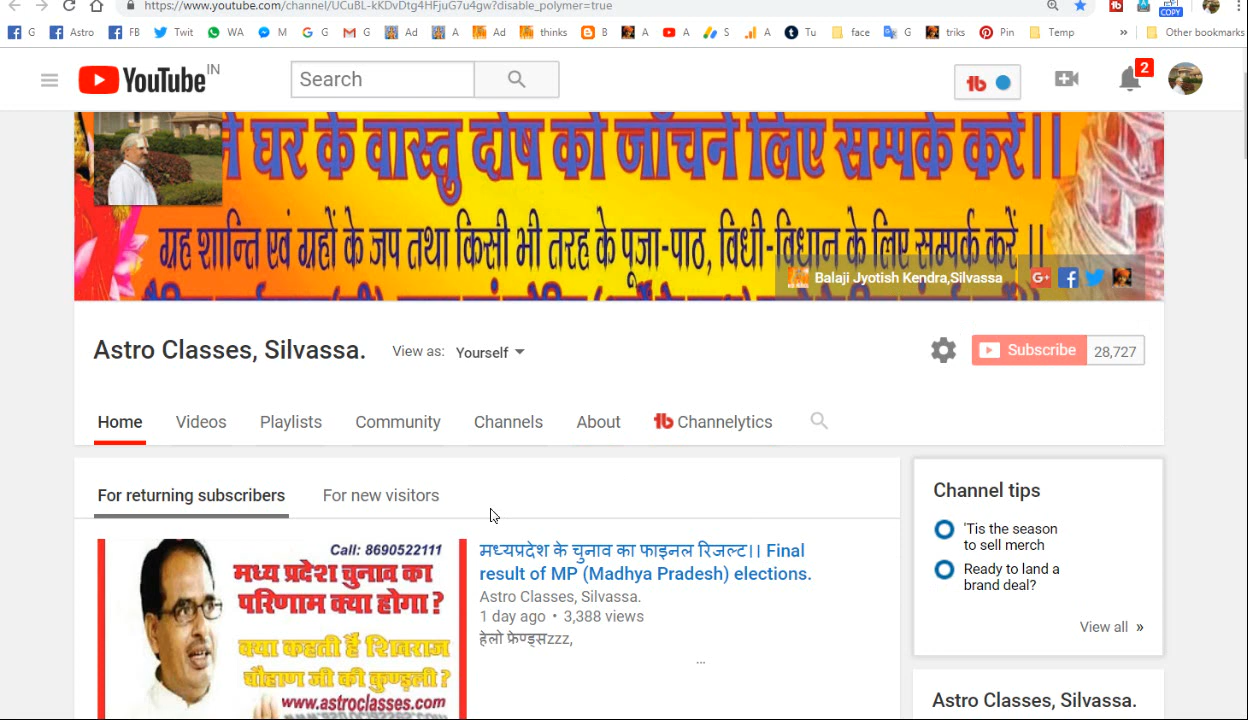 https://www.youtube.com/channel/UCuBL-kKDvDtg4HFjuG7u4gw?disable_polymer=true
COPY
G Astro FB Twit WA M G G Ad A Ad thinks B A A S A Tu face G triks Pin Temp » Other bookmarks
YouTube IN
Search
2
ने घर के वास्तु दोष को जाँचने लिए सम्पर्क करें।।
ग्रह शान्ति एवं ग्रहों के जप तथा किसी भी तरह के पूजा-पाठ, विधी-विधान के लिए सम्पर्क करें ।।
Balaji Jyotish Kendra,Silvassa G+
Astro Classes, Silvassa.
View as: Yourself
Subscribe 28,727
Home Videos Playlists Community Channels About Channelytics
For returning subscribers For new visitors
Call: 8690522111
मध्य प्रदेश चुनाव का
परिणाम क्या होगा ?
क्या कहती हैं शिवराज
चौहाण जी की कुण्डली ?
www.astroclasses.com
मध्यप्रदेश के चुनाव का फाइनल रिजल्ट।। Final
result of MP (Madhya Pradesh) elections.
Astro Classes, Silvassa.
1 day ago • 3,388 views
हेलो फ्रेण्ड्सzzz,
...
Channel tips
'Tis the season
to sell merch
Ready to land a
brand deal?
View all »
Astro Classes, Silvassa.